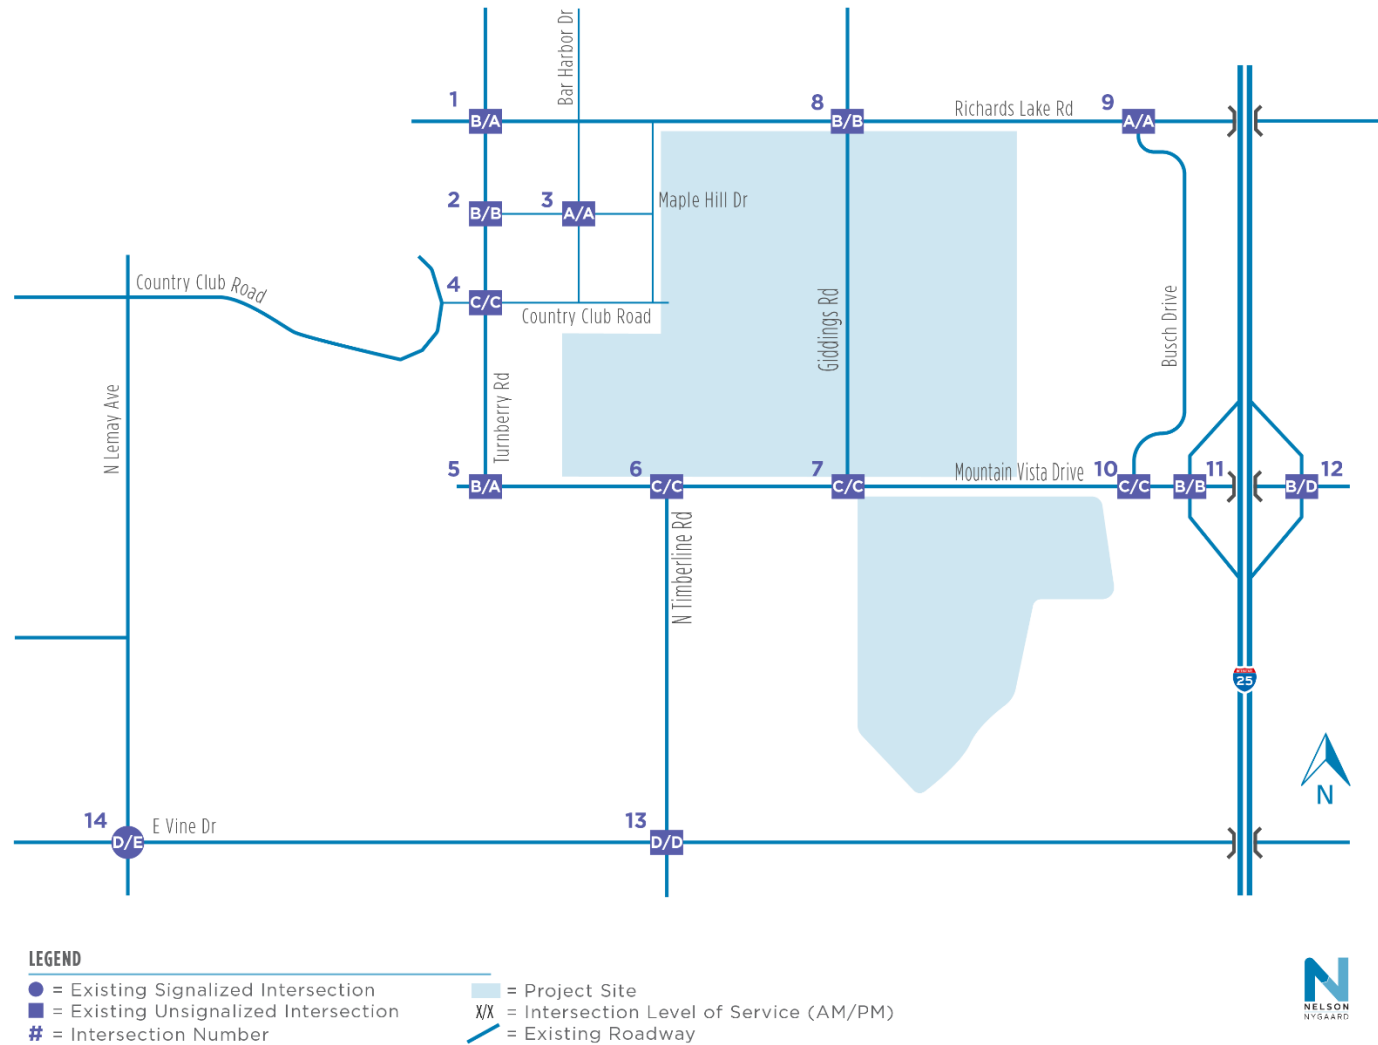 Bar Harbor Dr
1
B/A
8
B/B
Richards Lake Rd
9
A/A
2
B/B
3
A/A
Maple Hill Dr
Country Club Road
4
C/C
Country Club Road
Giddings Rd
Busch Drive
N Lemay Ave
Turnberry Rd
5
B/A
6
C/C
7
C/C
Mountain Vista Drive
10
C/C
11
B/B
12
B/D
N Timberline Rd
25
N
14
D/E
E Vine Dr
13
D/D
LEGEND
= Existing Signalized Intersection
= Existing Unsignalized Intersection
# = Intersection Number
= Project Site
X/X = Intersection Level of Service (AM/PM)
= Existing Roadway
NELSON
NYGAARD